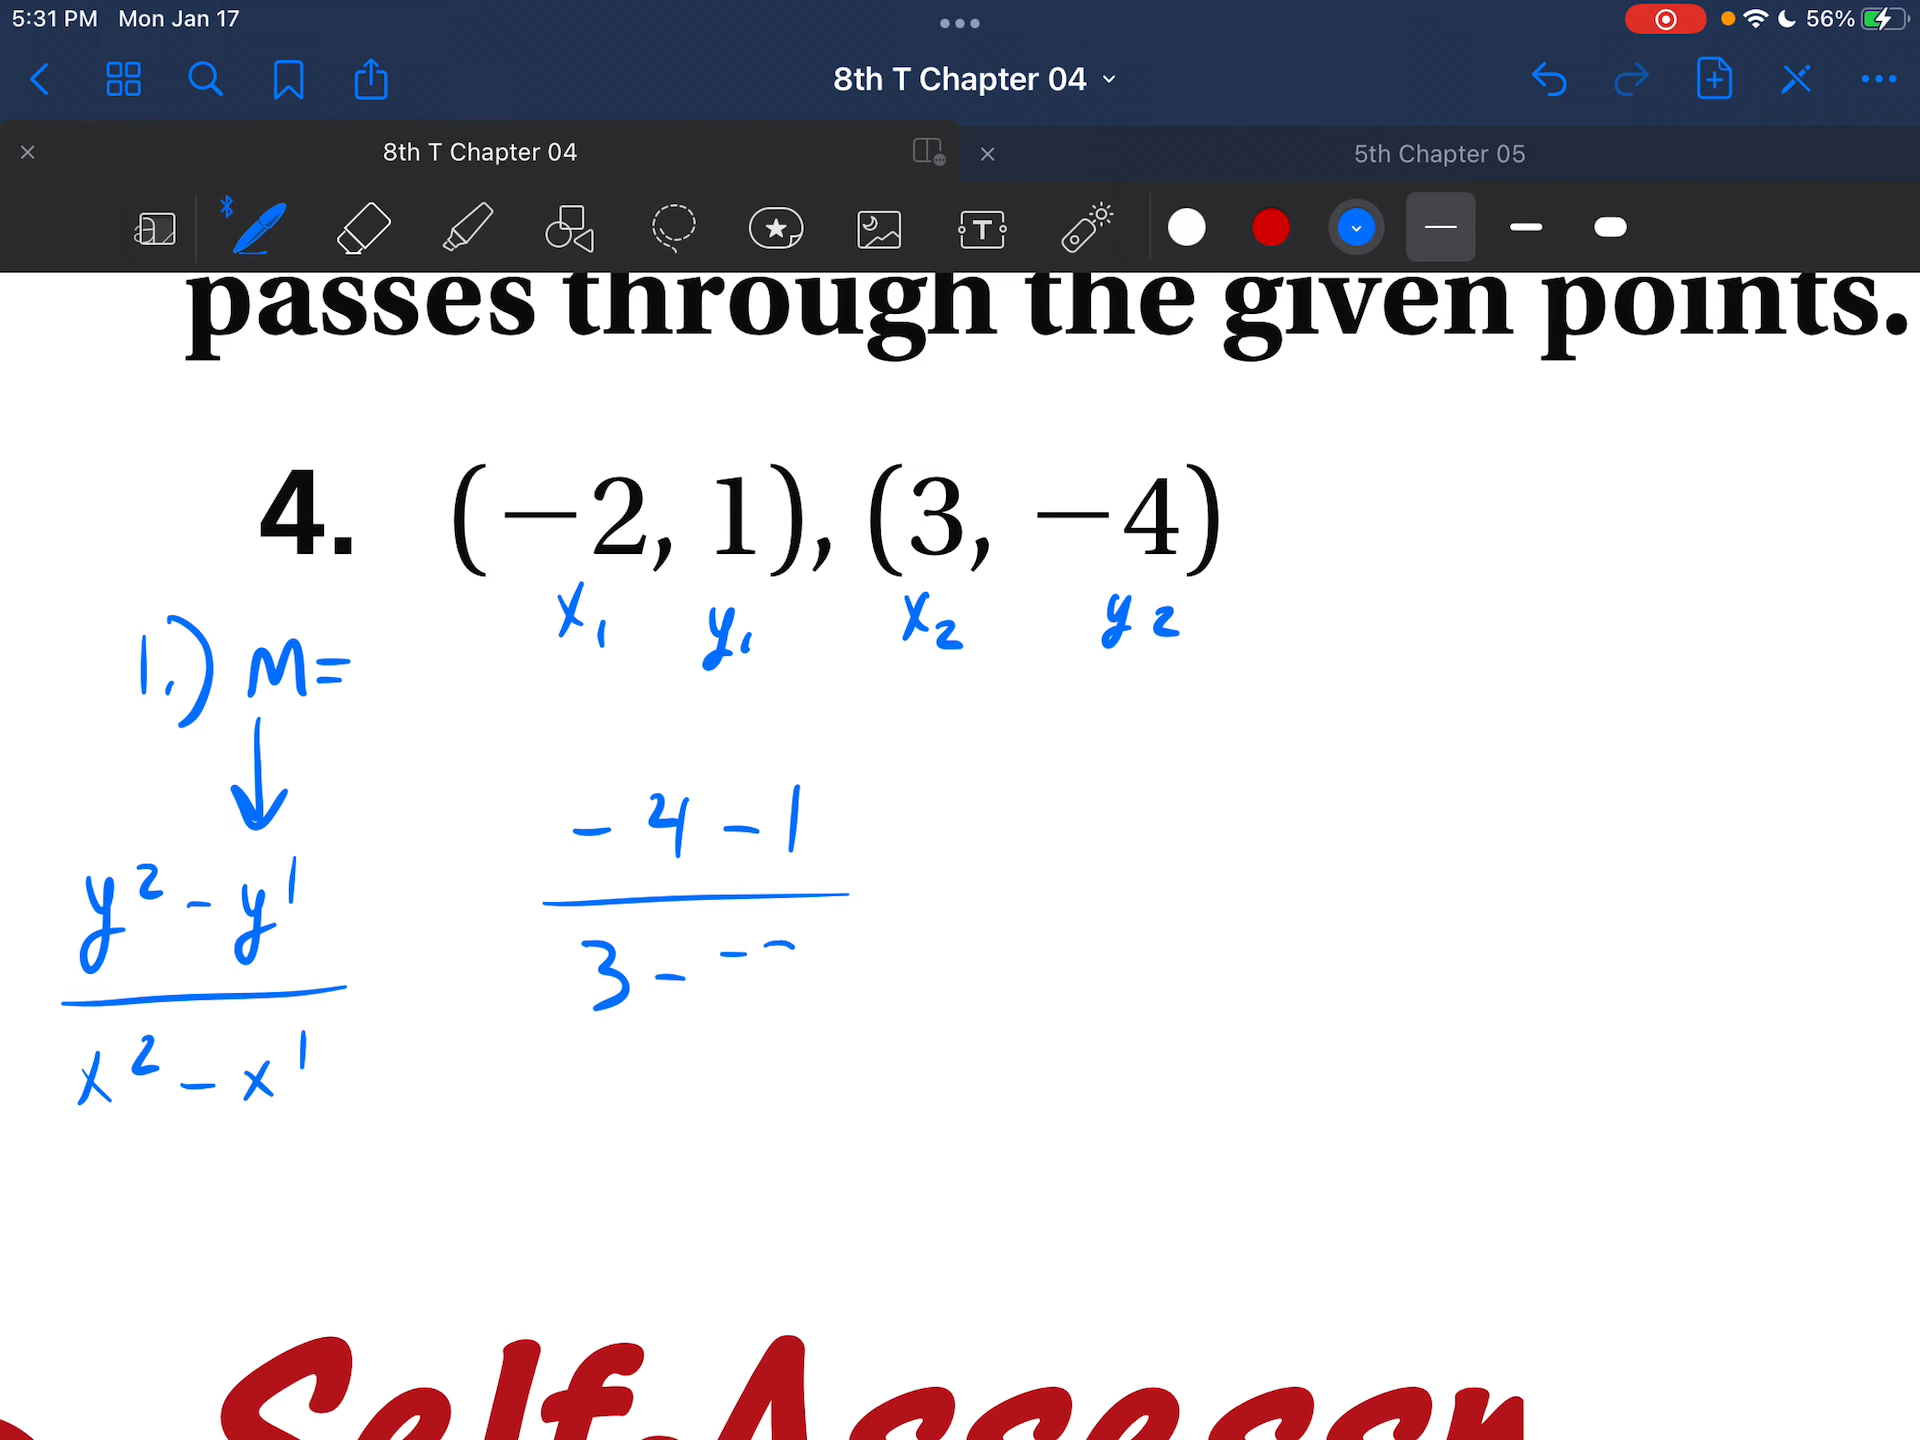 5:31 PM Mon Jan 17
56%
8th T Chapter 04
8th T Chapter 04
5th Chapter 05
passes through the given points.
4. (−2, 1), (3, −4)
x₁ y₁ x₂ y₂
1.) M=
- 4 - 1
y² - y¹
3 - -
x² - x¹